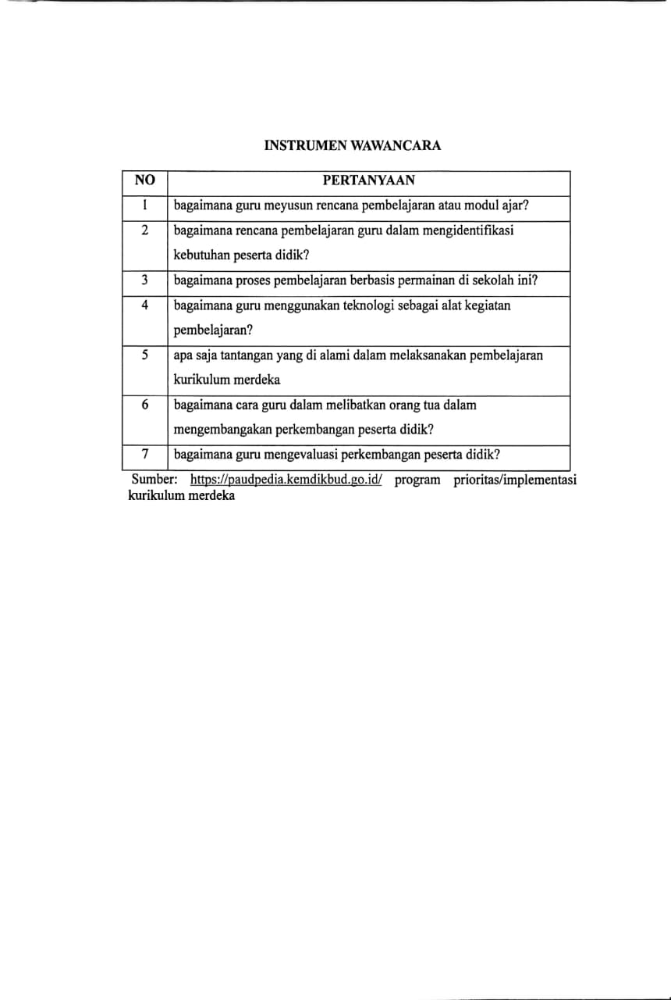 INSTRUMEN WAWANCARA
NO PERTANYAAN
1 bagaimana guru meyusun rencana pembelajaran atau modul ajar?
2 bagaimana rencana pembelajaran guru dalam mengidentifikasi
kebutuhan peserta didik?
3 bagaimana proses pembelajaran berbasis permainan di sekolah ini?
4 bagaimana guru menggunakan teknologi sebagai alat kegiatan
pembelajaran?
5 apa saja tantangan yang di alami dalam melaksanakan pembelajaran
kurikulum merdeka
6 bagaimana cara guru dalam melibatkan orang tua dalam
mengembangakan perkembangan peserta didik?
7 bagaimana guru mengevaluasi perkembangan peserta didik?
Sumber: https://paudpedia.kemdikbud.go.id/ program prioritas/implementasi
kurikulum merdeka